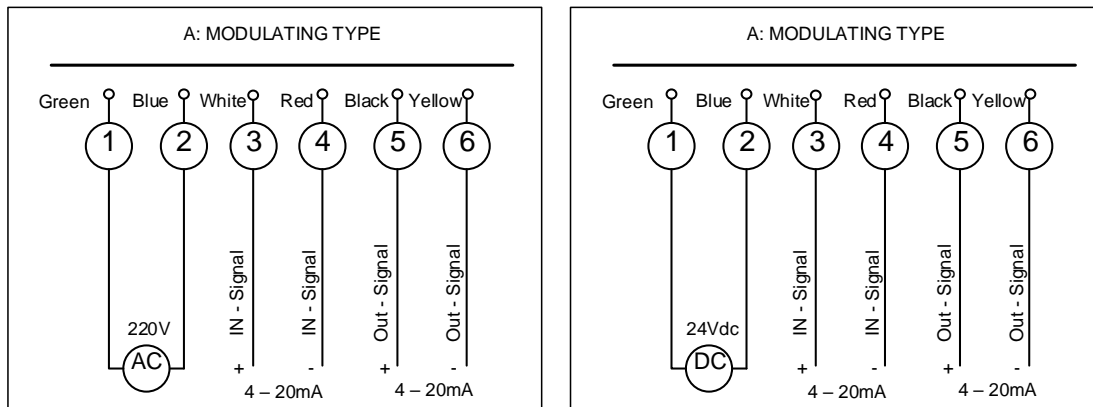 A: MODULATING TYPE
Green Blue White Red Black Yellow
1 2 3 4 5 6
IN - Signal
IN - Signal
Out - Signal
Out - Signal
220V
AC
+ - + -
4 – 20mA 4 – 20mA
A: MODULATING TYPE
Green Blue White Red Black Yellow
1 2 3 4 5 6
IN - Signal
IN - Signal
Out - Signal
Out - Signal
24Vdc
DC
+ - + -
4 – 20mA 4 – 20mA